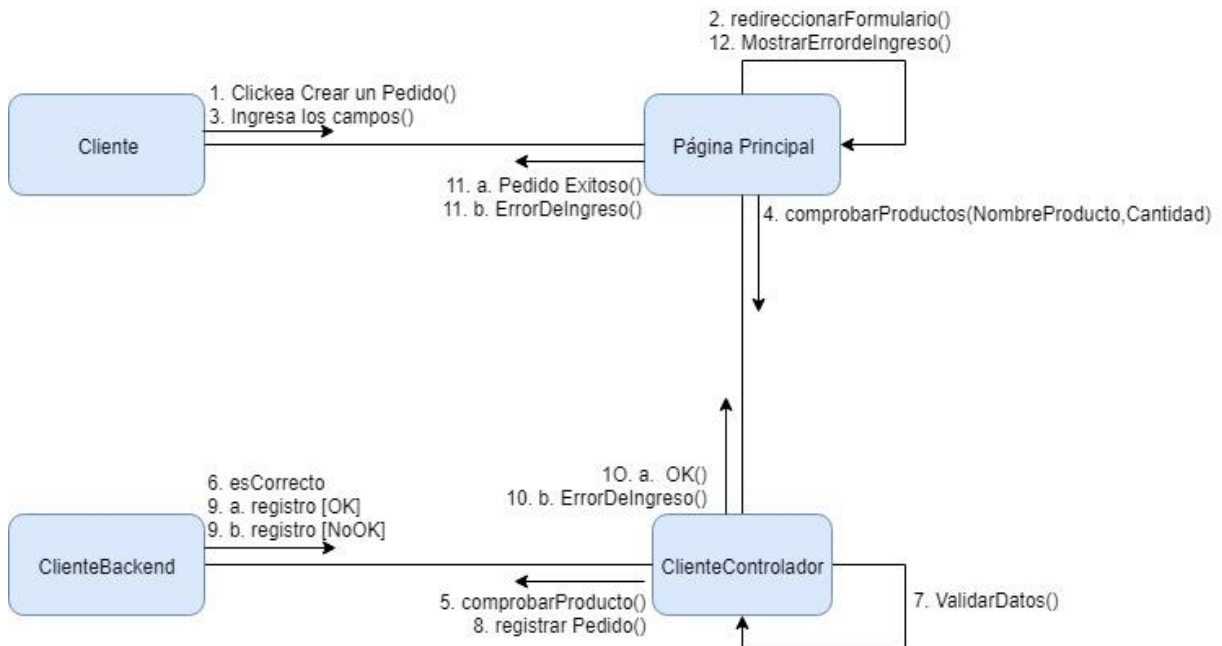 2. redireccionarFormulario()
12. MostrarErrordeIngreso()
1. Clickea Crear un Pedido()
3. Ingresa los campos()
Cliente
Página Principal
11. a. Pedido Exitoso()
11. b. ErrorDeIngreso()
4. comprobarProductos(NombreProducto,Cantidad)
1O. a. OK()
10. b. ErrorDeIngreso()
6. esCorrecto
9. a. registro [OK]
9. b. registro [NoOK]
ClienteBackend
ClienteControlador
5. comprobarProducto()
8. registrar Pedido()
7. ValidarDatos()